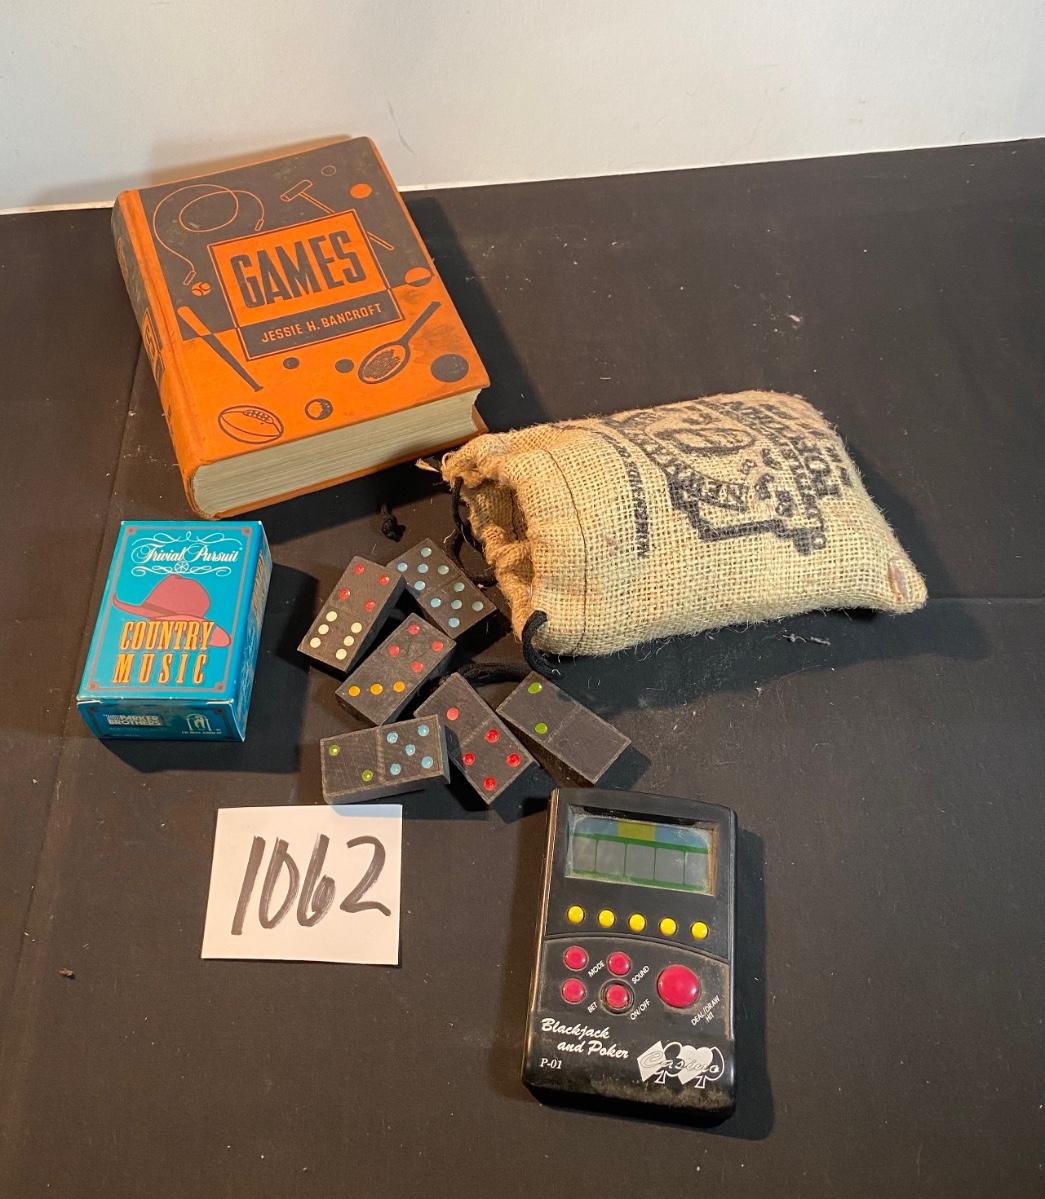 GAMES
JESSIE H. BANCROFT
Trivial Pursuit
COUNTRY
MUSIC
PARKER
BROTHERS
1062
MODE
SOUND
BET
ON/OFF
DEAL/DRAW
HIT
Blackjack
and Poker
P-01
Casino